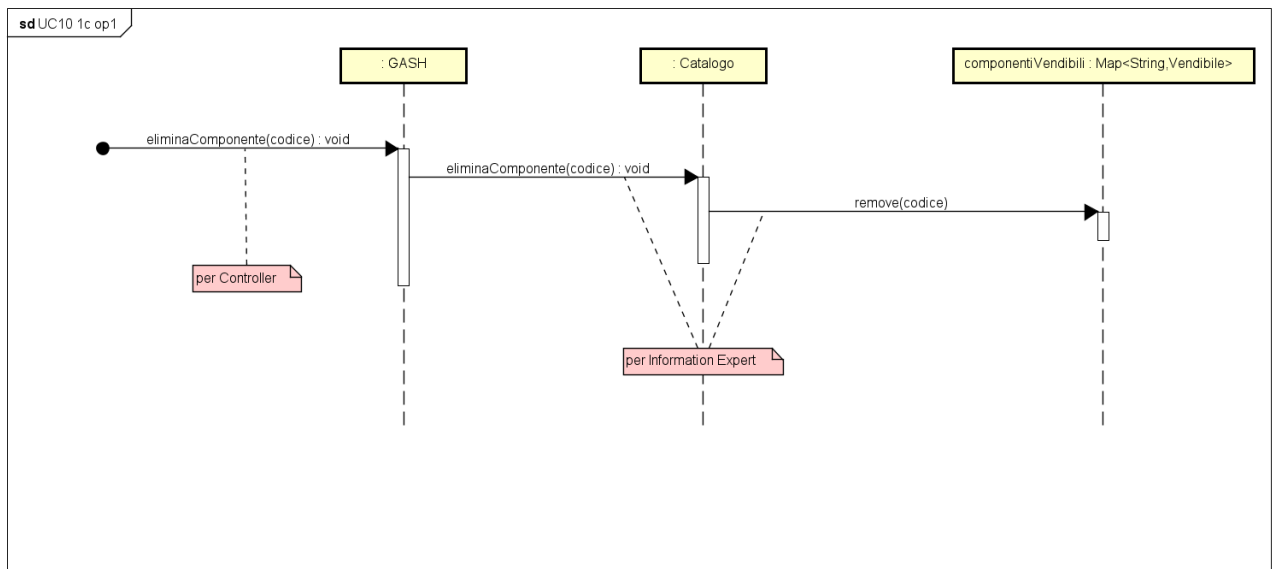 sd UC10 1c op1
: GASH
: Catalogo
componentiVendibili : Map<String,Vendibile>
eliminaComponente(codice) : void
eliminaComponente(codice) : void
remove(codice)
per Controller
per Information Expert